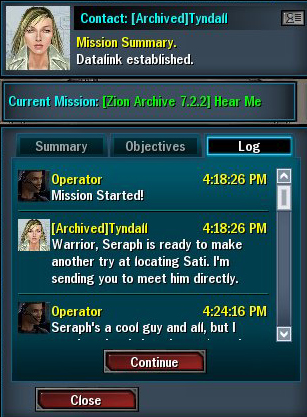 Contact: [Archived]Tyndall
Mission Summary.
Datalink established.
Current Mission: [Zion Archive 7.2.2] Hear Me
Summary
Objectives
Log
Operator 4:18:26 PM
Mission Started!
[Archived]Tyndall 4:18:26 PM
Warrior, Seraph is ready to make
another try at locating Sati. I'm
sending you to meet him directly.
Operator 4:24:16 PM
Seraph's a cool guy and all, but I
Continue
Close